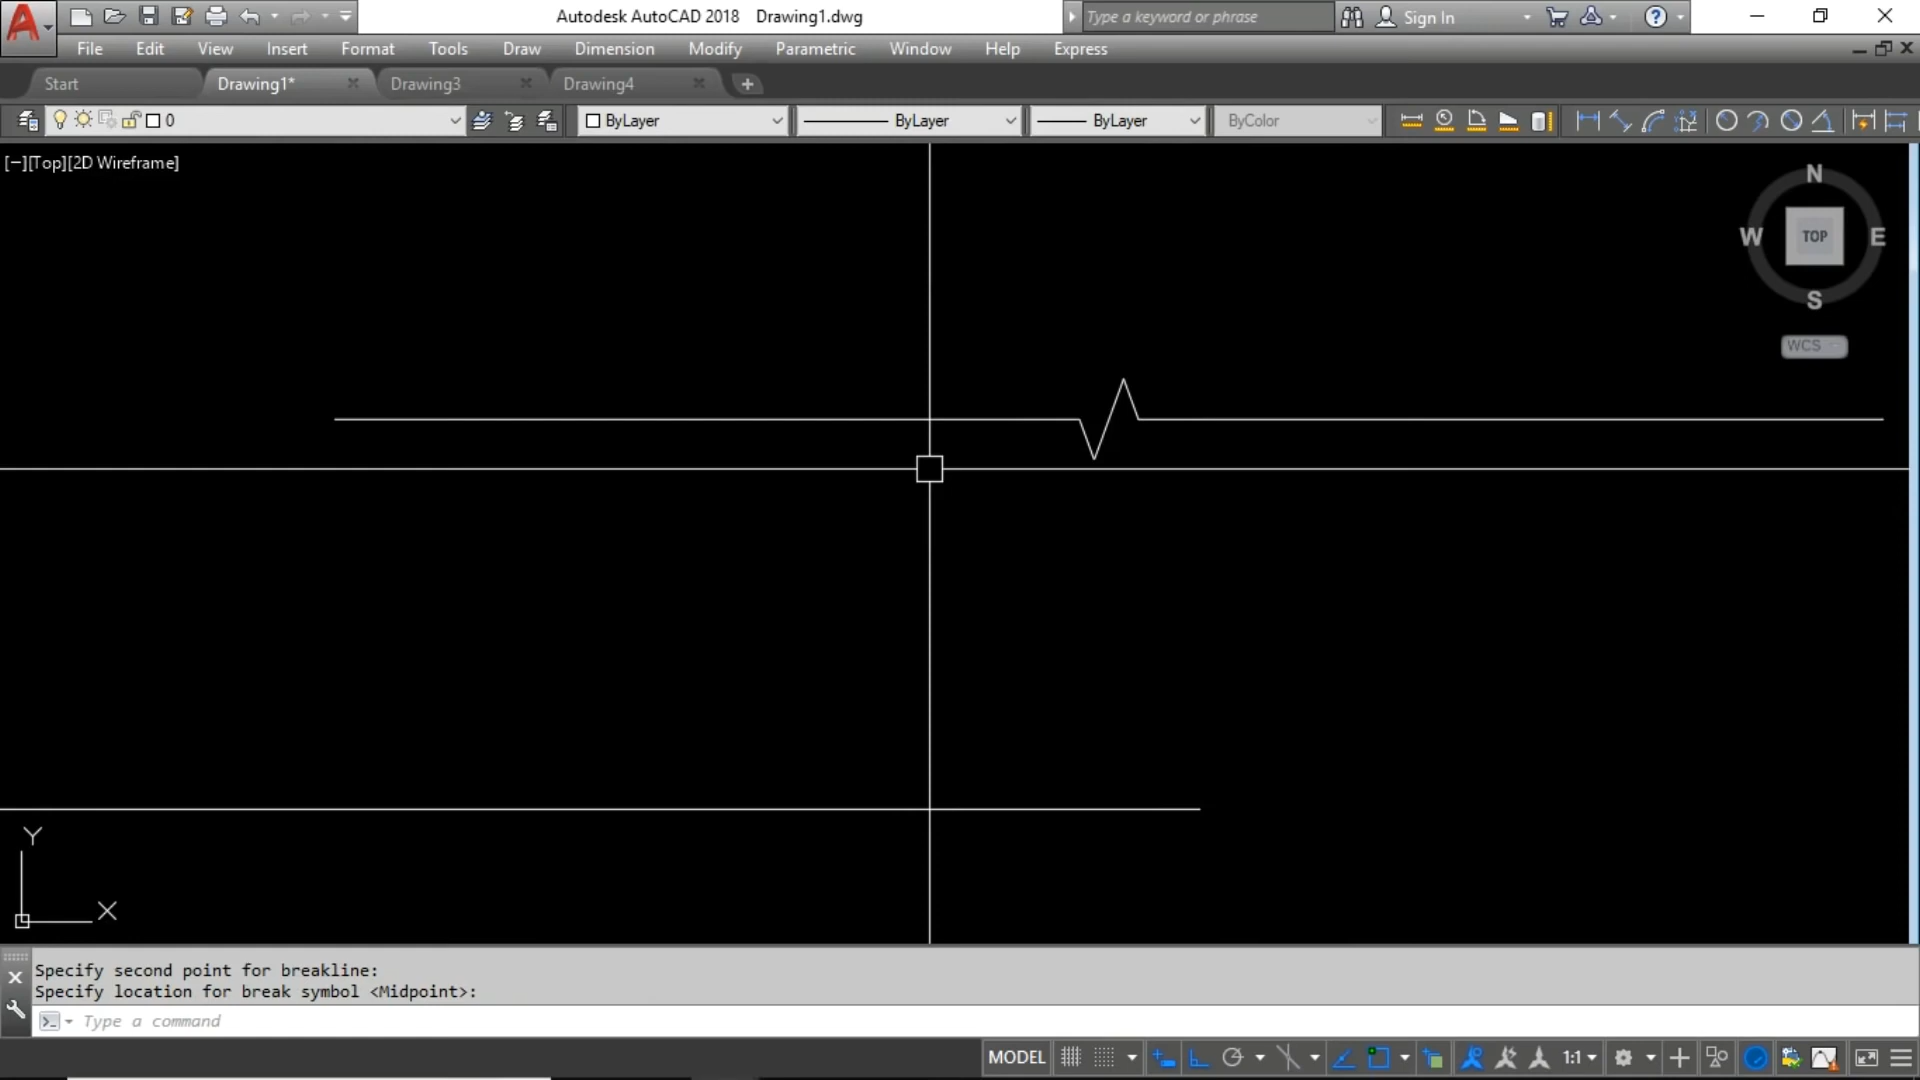 Autodesk AutoCAD 2018 Drawing1.dwg
Type a keyword or phrase
Sign In
File Edit View Insert Format Tools Draw Dimension Modify Parametric Window Help Express
Start Drawing1* Drawing3 Drawing4
0 ByLayer ByLayer ByLayer ByColor
[−][Top][2D Wireframe]
N
W TOP E
S
WCS
Y
X
Specify second point for breakline:
Specify location for break symbol <Midpoint>:
Type a command
MODEL 1:1